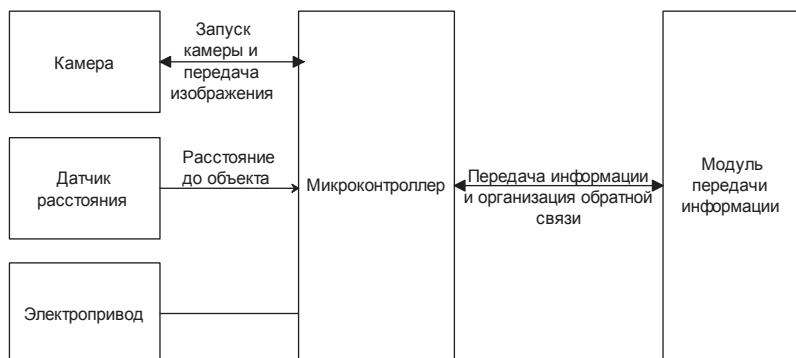 Камера
Запуск
камеры и
передача
изображения
Датчик
расстояния
Расстояние
до объекта
Электропривод
Микроконтроллер
Передача информации
и организация обратной
связи
Модуль
передачи
информации